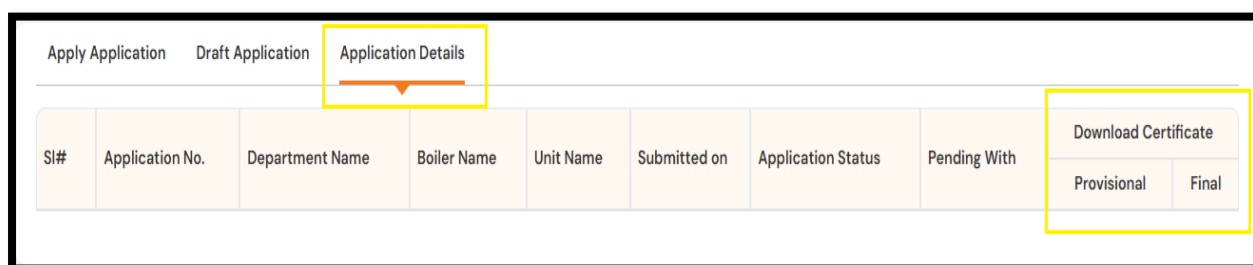 Apply Application Draft Application Application Details
Sl# Application No. Department Name Boiler Name Unit Name Submitted on Application Status Pending With Download Certificate
Provisional Final